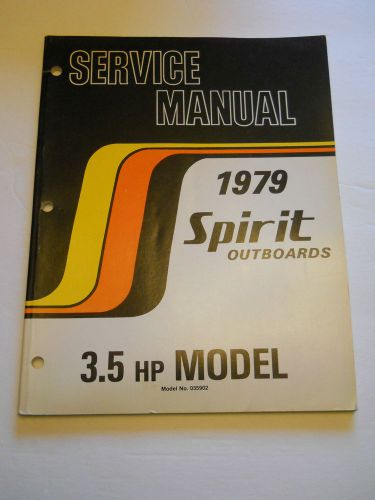 SERVICE
MANUAL
1979
Spirit
OUTBOARDS
3.5 HP MODEL
Model No. 035902